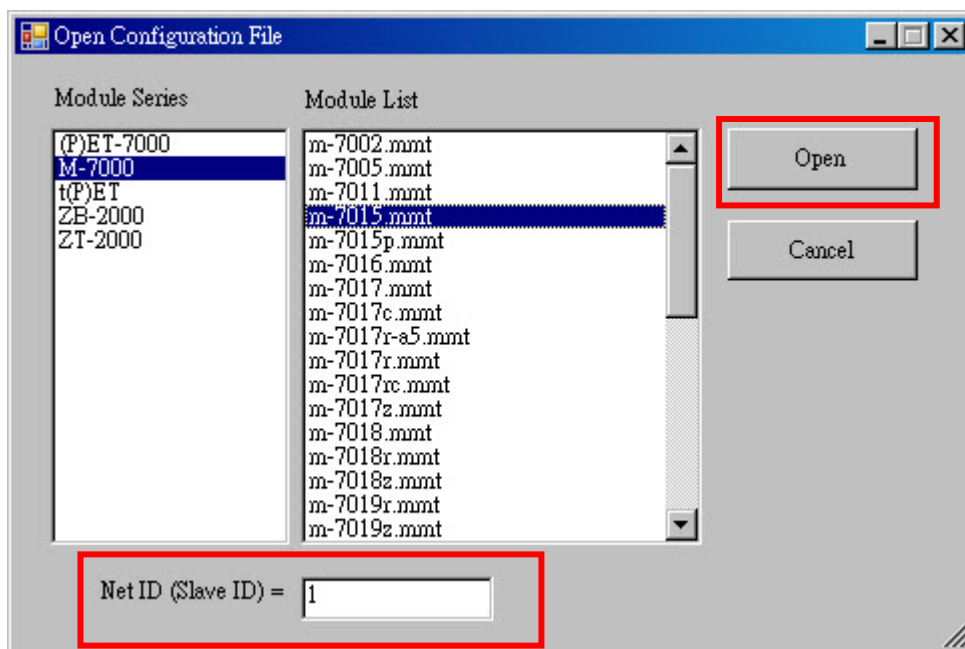 Open Configuration File
Module Series
Module List
(P)ET-7000
M-7000
t(P)ET
ZB-2000
ZT-2000
m-7002.mmt
m-7005.mmt
m-7011.mmt
m-7015.mmt
m-7015p.mmt
m-7016.mmt
m-7017.mmt
m-7017c.mmt
m-7017r-a5.mmt
m-7017r.mmt
m-7017rc.mmt
m-7017z.mmt
m-7018.mmt
m-7018r.mmt
m-7018z.mmt
m-7019r.mmt
m-7019z.mmt
Open
Cancel
Net ID (Slave ID) = 1